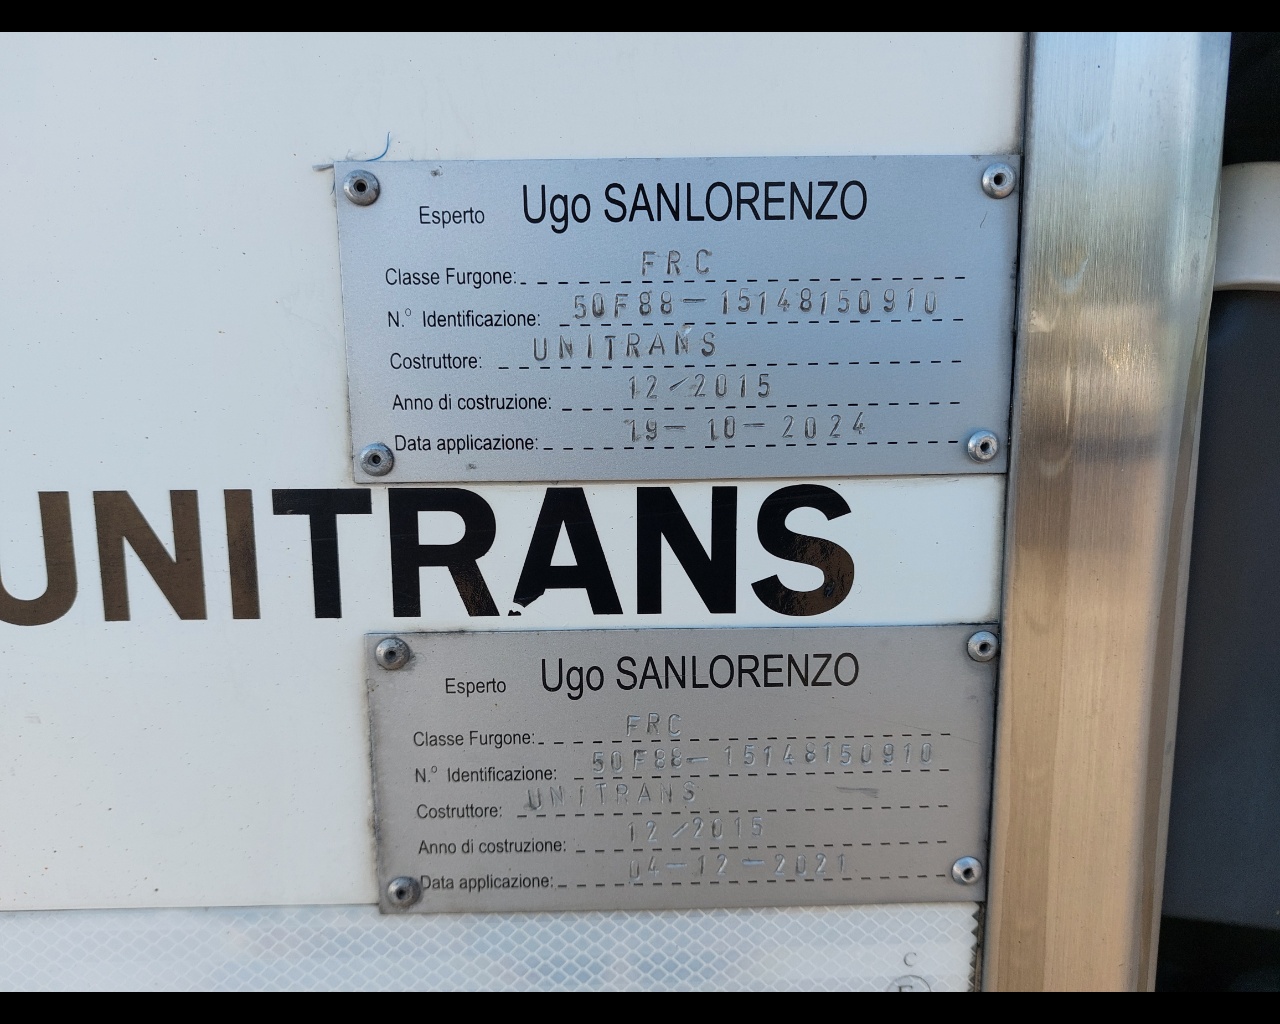 Esperto Ugo SANLORENZO
Classe Furgone: FRC
N.° Identificazione: 50F88-15148150910
Costruttore: UNITRANS
Anno di costruzione: 12/2015
Data applicazione: 19-10-2024
UNITRANS
Esperto Ugo SANLORENZO
Classe Furgone: FRC
N.° Identificazione: 50F88-15148150910
Costruttore: UNITRANS
Anno di costruzione: 12/2015
Data applicazione: 04-12-2021
C